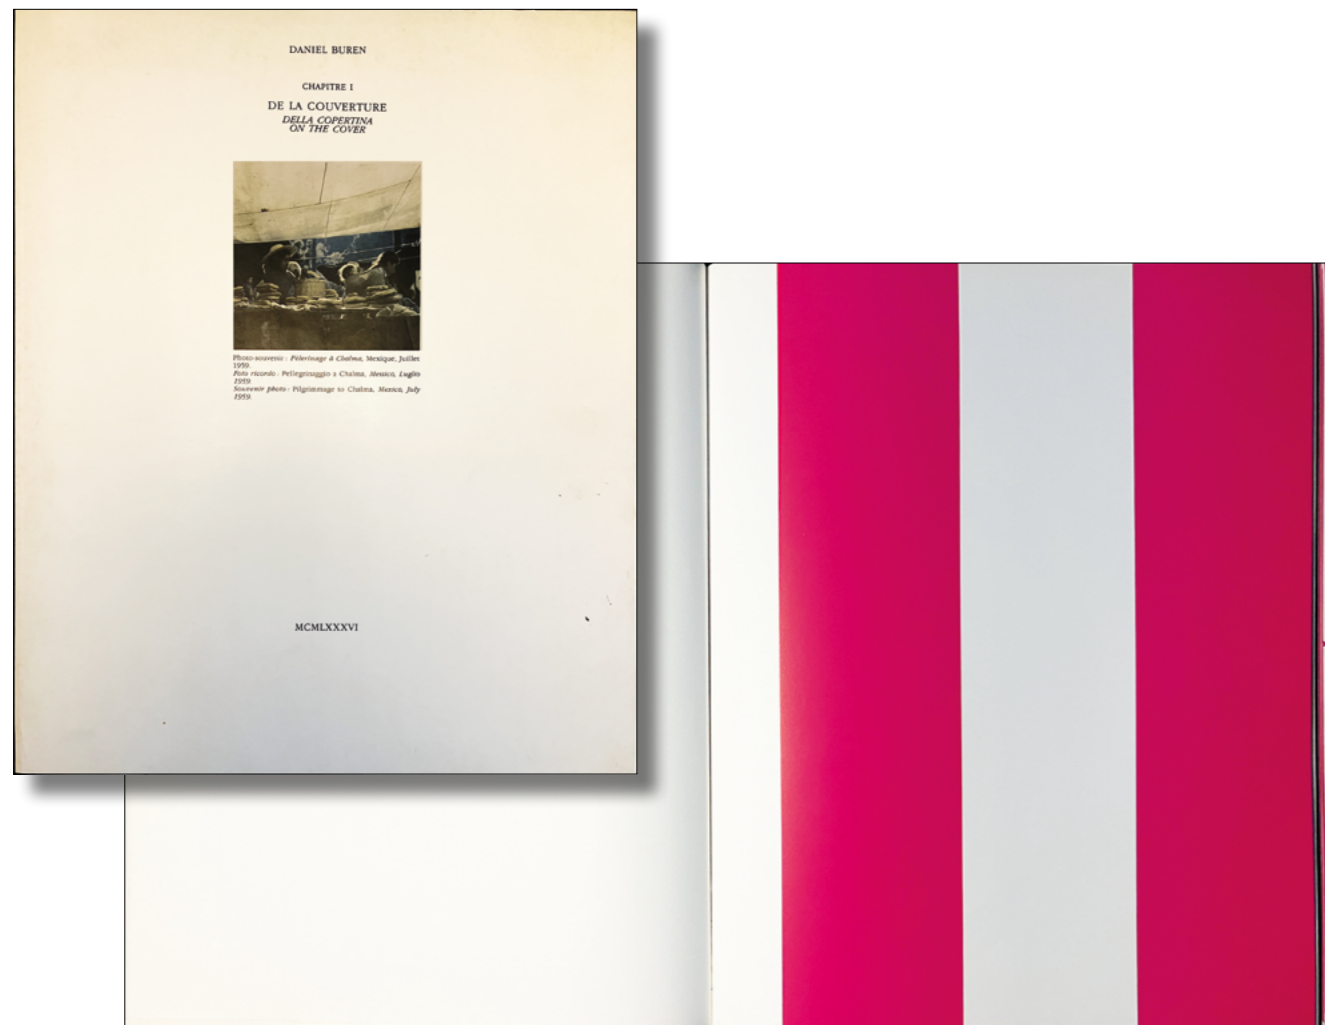 DANIEL BUREN
CHAPITRE I
DE LA COUVERTURE
DELLA COPERTINA
ON THE COVER
Photo-souvenir : Pèlerinage à Chalma, Mexique, Juillet
1959.
Foto ricordo : Pellegrinaggio a Chalma, Messico, Luglio
1959.
Souvenir photo : Pilgrimmage to Chalma, Mexico, July
1959.
MCMLXXXVI